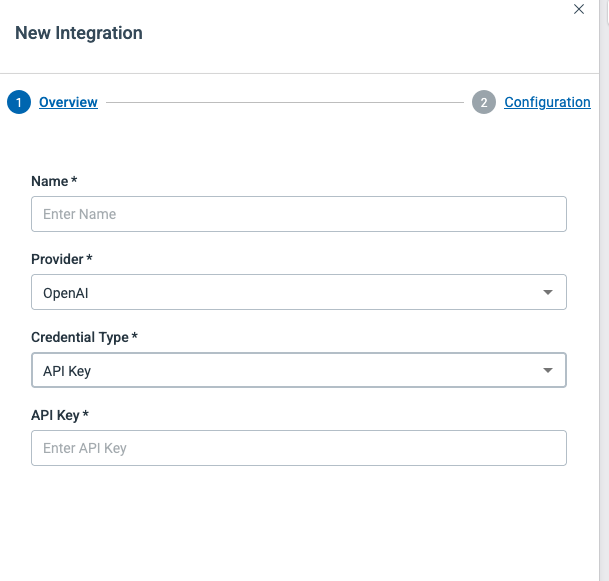 New Integration
1 Overview
2 Configuration
Name *
Enter Name
Provider *
OpenAI
Credential Type *
API Key
API Key *
Enter API Key